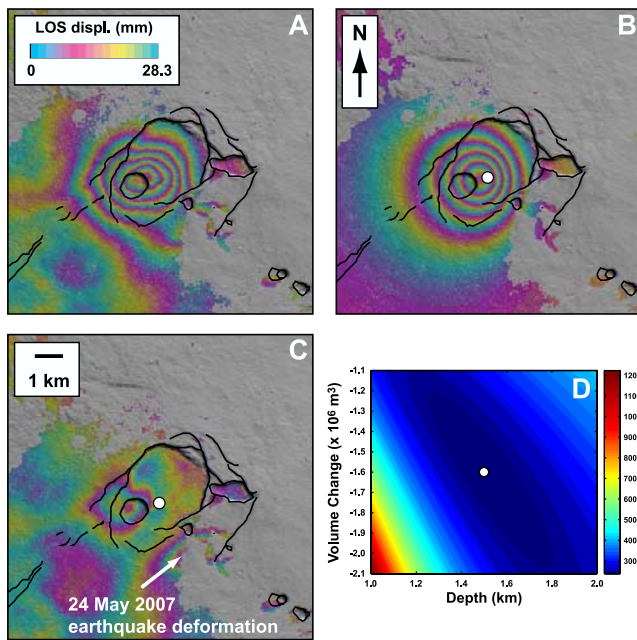 LOS displ. (mm)
0 28.3
A
N
B
1 km
C
24 May 2007
earthquake deformation
D
Volume Change (x 10⁶ m³)
-1.1
-1.2
-1.3
-1.4
-1.5
-1.6
-1.7
-1.8
-1.9
-2.0
-2.1
1.0 1.2 1.4 1.6 1.8 2.0
Depth (km)
1200
1100
1000
900
800
700
600
500
400
300